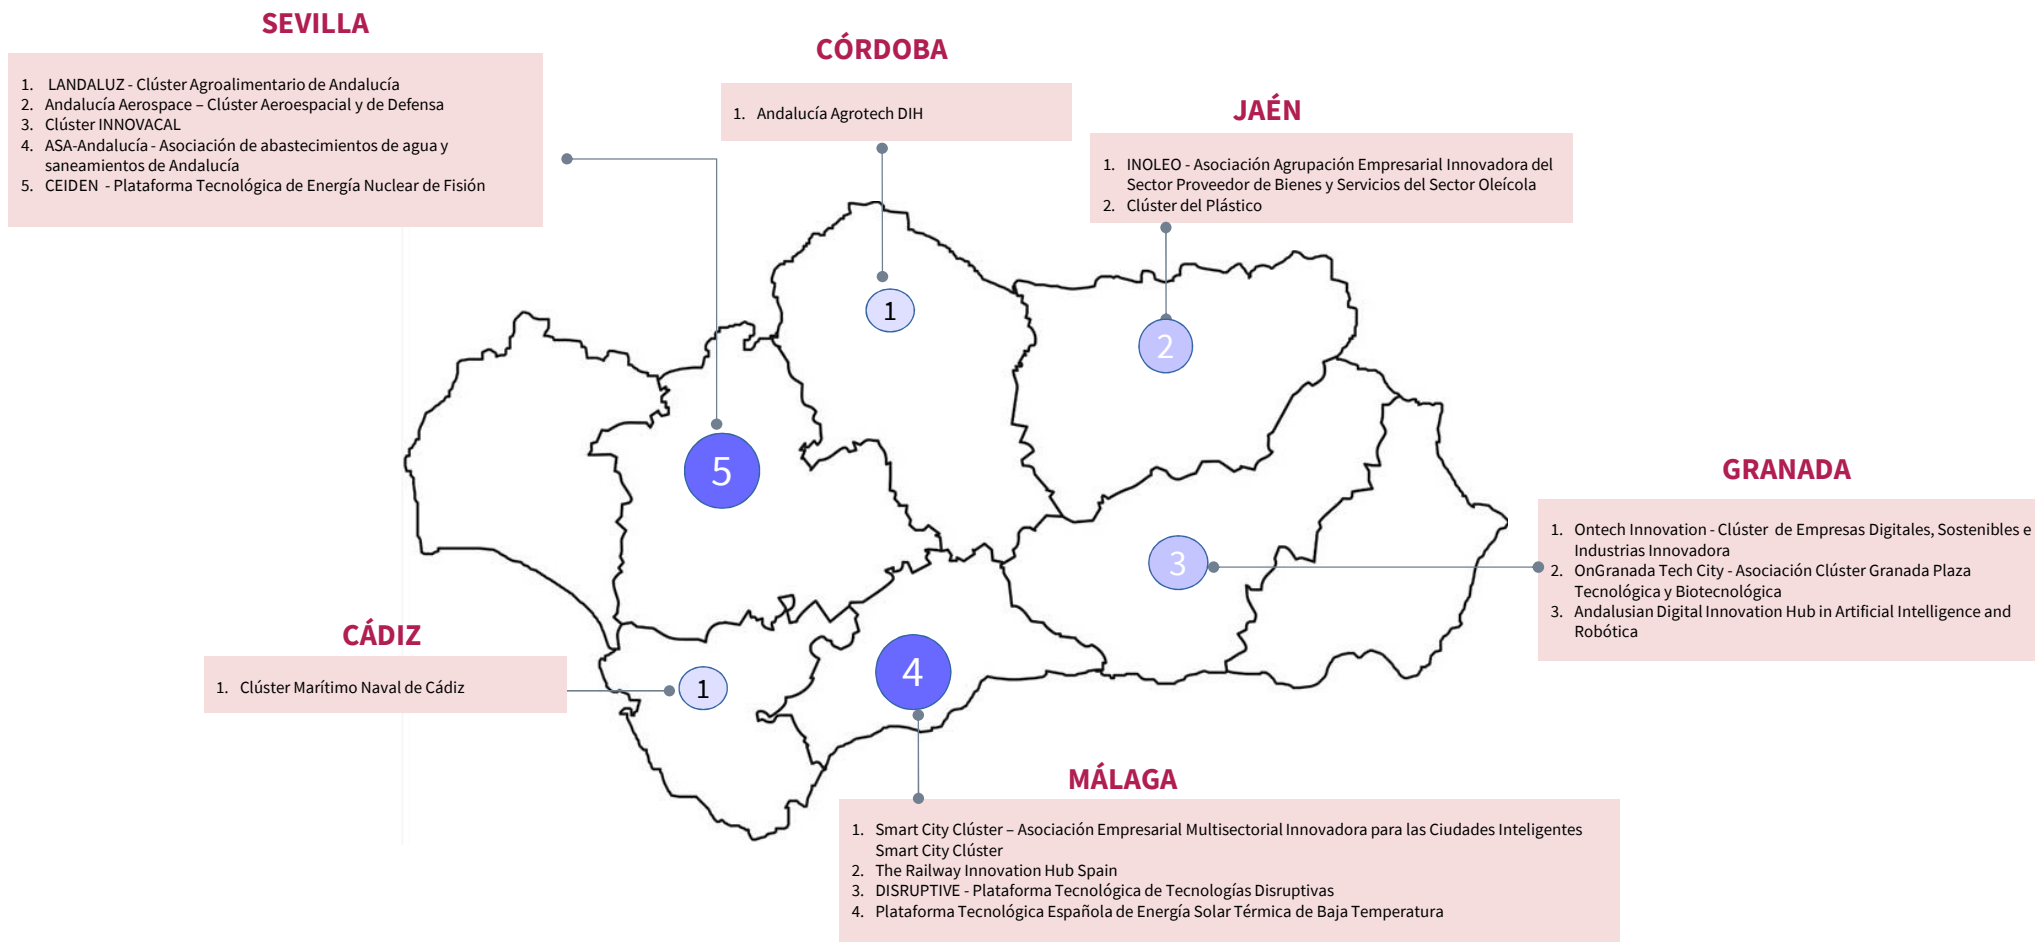 SEVILLA
1. LANDALUZ - Clúster Agroalimentario de Andalucía
2. Andalucía Aerospace – Clúster Aeroespacial y de Defensa
3. Clúster INNOVACAL
4. ASA-Andalucía - Asociación de abastecimientos de agua y
saneamientos de Andalucía
5. CEIDEN - Plataforma Tecnológica de Energía Nuclear de Fisión
CÓRDOBA
1. Andalucía Agrotech DIH
JAÉN
1. INOLEO - Asociación Agrupación Empresarial Innovadora del
Sector Proveedor de Bienes y Servicios del Sector Oleícola
2. Clúster del Plástico
1
2
5
3
GRANADA
1. Ontech Innovation - Clúster de Empresas Digitales, Sostenibles e
Industrias Innovadora
2. OnGranada Tech City - Asociación Clúster Granada Plaza
Tecnológica y Biotecnológica
3. Andalusian Digital Innovation Hub in Artificial Intelligence and
Robótica
CÁDIZ
1. Clúster Marítimo Naval de Cádiz
1
4
MÁLAGA
1. Smart City Clúster – Asociación Empresarial Multisectorial Innovadora para las Ciudades Inteligentes
Smart City Clúster
2. The Railway Innovation Hub Spain
3. DISRUPTIVE - Plataforma Tecnológica de Tecnologías Disruptivas
4. Plataforma Tecnológica Española de Energía Solar Térmica de Baja Temperatura